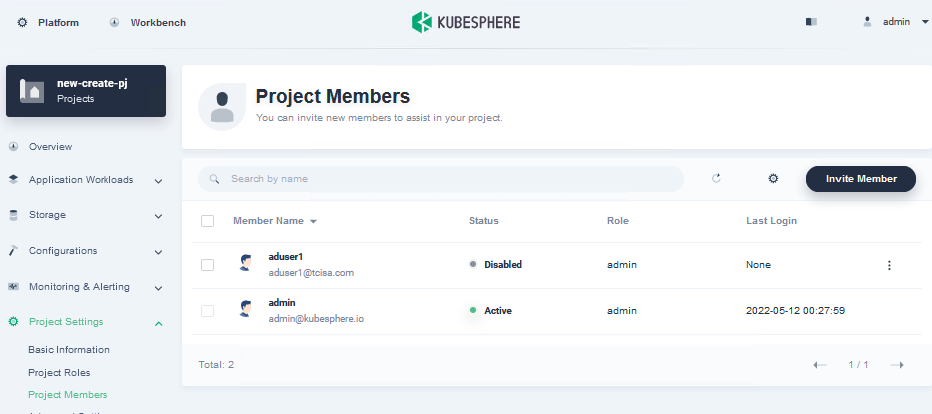 Platform
Workbench
KUBESPHERE
admin
new-create-pj
Projects
Overview
Application Workloads
Storage
Configurations
Monitoring & Alerting
Project Settings
Basic Information
Project Roles
Project Members
Project Members
You can invite new members to assist in your project.
Search by name
Invite Member
Member Name Status Role Last Login
aduser1
aduser1@tcisa.com
Disabled admin None
admin
admin@kubesphere.io
Active admin 2022-05-12 00:27:59
Total: 2
1 / 1